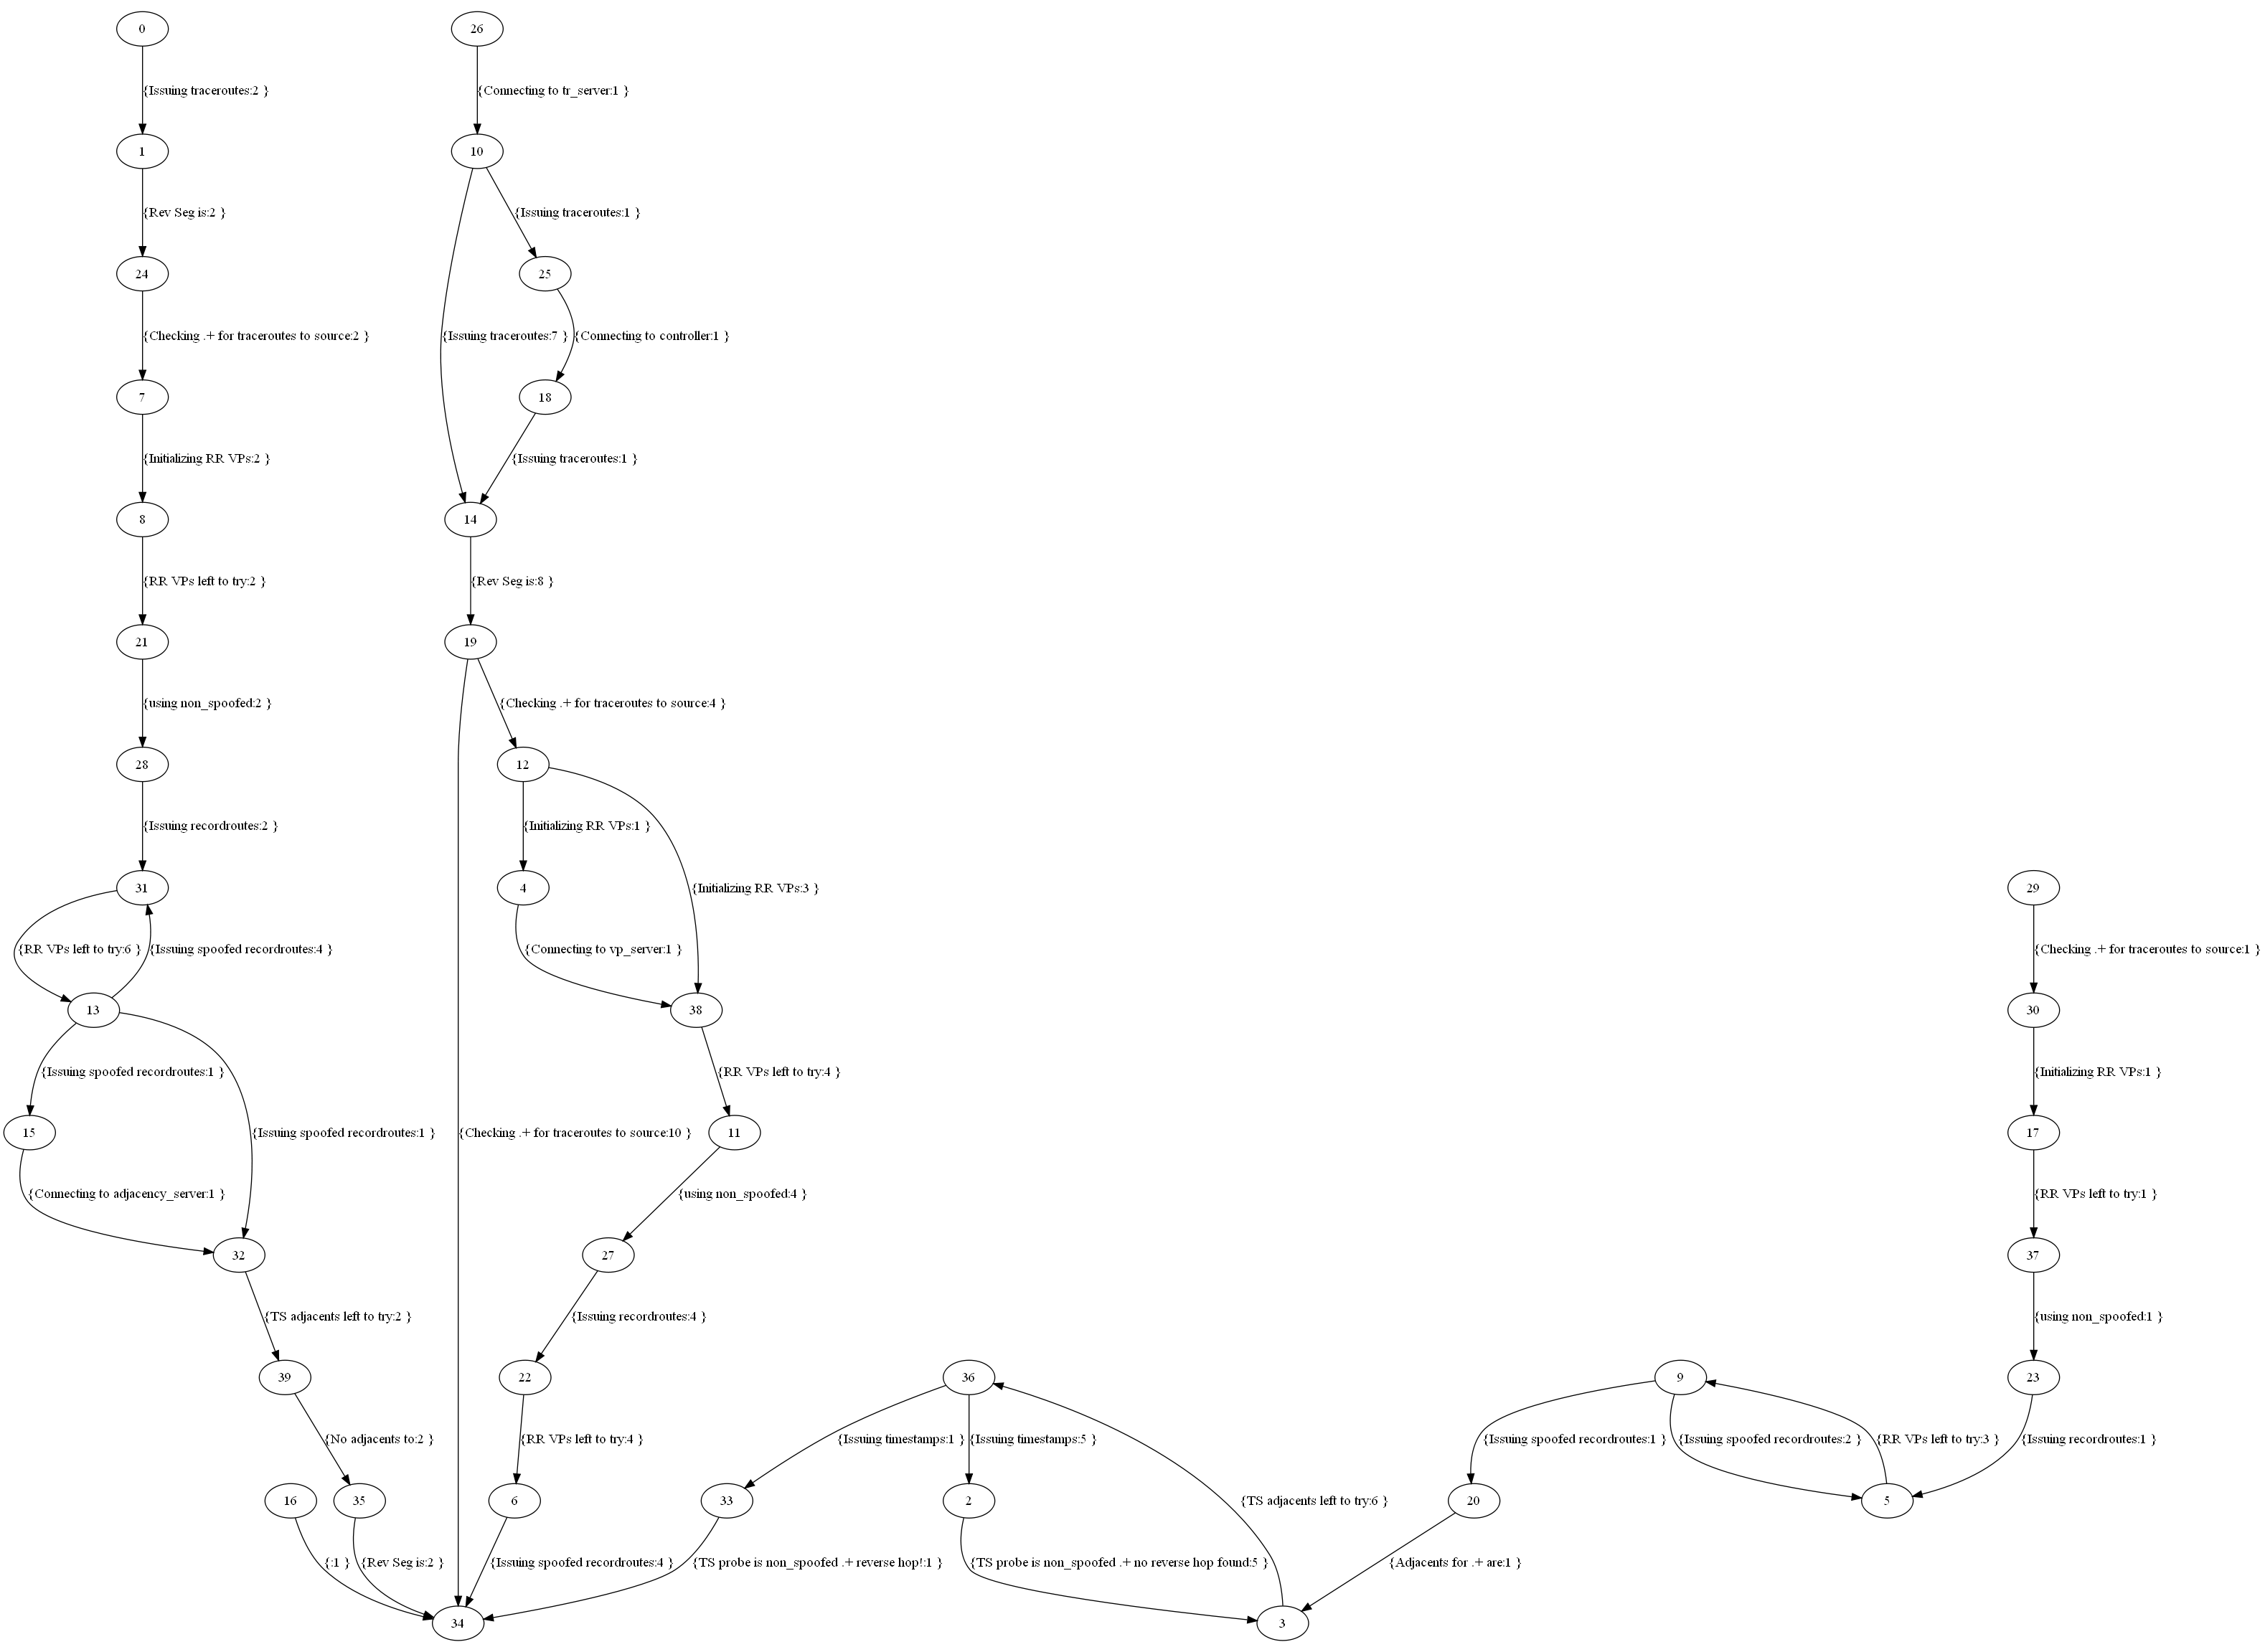 0
26
{Issuing traceroutes:2 }
{Connecting to tr_server:1 }
1
10
{Rev Seg is:2 }
{Issuing traceroutes:1 }
24
25
{Checking .+ for traceroutes to source:2 }
{Issuing traceroutes:7 }
{Connecting to controller:1 }
7
18
{Initializing RR VPs:2 }
{Issuing traceroutes:1 }
8
14
{RR VPs left to try:2 }
{Rev Seg is:8 }
21
19
{using non_spoofed:2 }
{Checking .+ for traceroutes to source:4 }
28
12
{Issuing recordroutes:2 }
{Initializing RR VPs:1 }
31
4
{Initializing RR VPs:3 }
29
{RR VPs left to try:6 }
{Issuing spoofed recordroutes:4 }
{Connecting to vp_server:1 }
{Checking .+ for traceroutes to source:1 }
13
38
30
{Issuing spoofed recordroutes:1 }
{RR VPs left to try:4 }
{Initializing RR VPs:1 }
15
{Issuing spoofed recordroutes:1 }
{Checking .+ for traceroutes to source:10 }
11
17
{Connecting to adjacency_server:1 }
{using non_spoofed:4 }
{RR VPs left to try:1 }
32
27
37
{TS adjacents left to try:2 }
{Issuing recordroutes:4 }
{using non_spoofed:1 }
39
22
36
9
23
{No adjacents to:2 }
{RR VPs left to try:4 }
{Issuing timestamps:1 }
{Issuing timestamps:5 }
{Issuing spoofed recordroutes:1 }
{Issuing spoofed recordroutes:2 }
{RR VPs left to try:3 }
{Issuing recordroutes:1 }
16
35
6
33
2
{TS adjacents left to try:6 }
20
5
{:1 }
{Rev Seg is:2 }
{Issuing spoofed recordroutes:4 }
{TS probe is non_spoofed .+ reverse hop!:1 }
{TS probe is non_spoofed .+ no reverse hop found:5 }
{Adjacents for .+ are:1 }
34
3